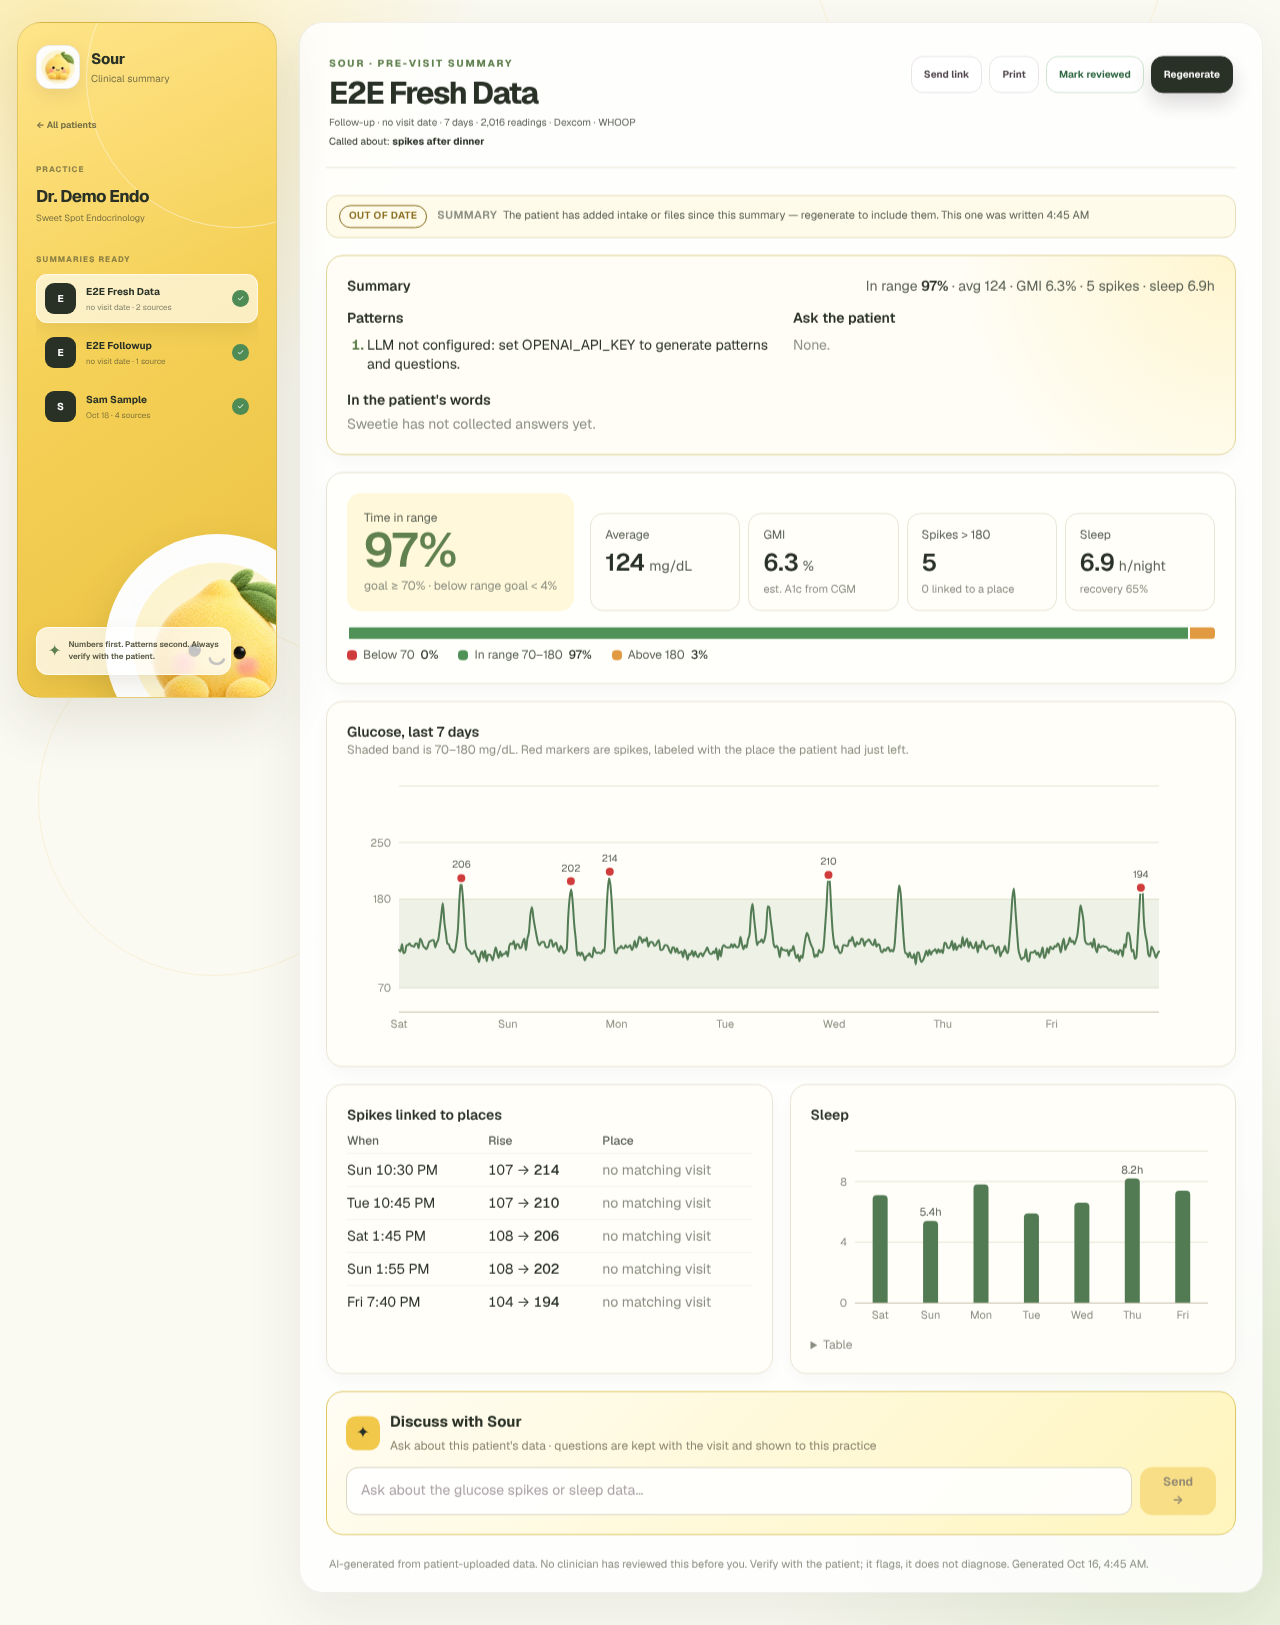 Sour
Clinical summary
← All patients
PRACTICE
Dr. Demo Endo
Sweet Spot Endocrinology
SUMMARIES READY
E
E2E Fresh Data
no visit date · 2 sources
E
E2E Followup
no visit date · 1 source
S
Sam Sample
Oct 18 · 4 sources
Numbers first. Patterns second. Always
verify with the patient.
SOUR · PRE-VISIT SUMMARY
E2E Fresh Data
Follow-up · no visit date · 7 days · 2,016 readings · Dexcom · WHOOP
Called about: spikes after dinner
Send link
Print
Mark reviewed
Regenerate
OUT OF DATE SUMMARY The patient has added intake or files since this summary — regenerate to include them. This one was written 4:45 AM
Summary
In range 97% · avg 124 · GMI 6.3% · 5 spikes · sleep 6.9h
Patterns
1. LLM not configured: set OPENAI_API_KEY to generate patterns
and questions.
Ask the patient
None.
In the patient's words
Sweetie has not collected answers yet.
Time in range
97%
goal ≥ 70% · below range goal < 4%
Average
124 mg/dL
GMI
6.3 %
est. A1c from CGM
Spikes > 180
5
0 linked to a place
Sleep
6.9 h/night
recovery 65%
Below 70 0% In range 70–180 97% Above 180 3%
Glucose, last 7 days
Shaded band is 70–180 mg/dL. Red markers are spikes, labeled with the place the patient had just left.
250
180
70
206
202
214
210
194
Sat Sun Mon Tue Wed Thu Fri
Spikes linked to places
When Rise Place
Sun 10:30 PM 107 → 214 no matching visit
Tue 10:45 PM 107 → 210 no matching visit
Sat 1:45 PM 108 → 206 no matching visit
Sun 1:55 PM 108 → 202 no matching visit
Fri 7:40 PM 104 → 194 no matching visit
Sleep
8
4
0
5.4h
8.2h
Sat Sun Mon Tue Wed Thu Fri
▶ Table
Discuss with Sour
Ask about this patient's data · questions are kept with the visit and shown to this practice
Ask about the glucose spikes or sleep data...
Send
→
AI-generated from patient-uploaded data. No clinician has reviewed this before you. Verify with the patient; it flags, it does not diagnose. Generated Oct 16, 4:45 AM.